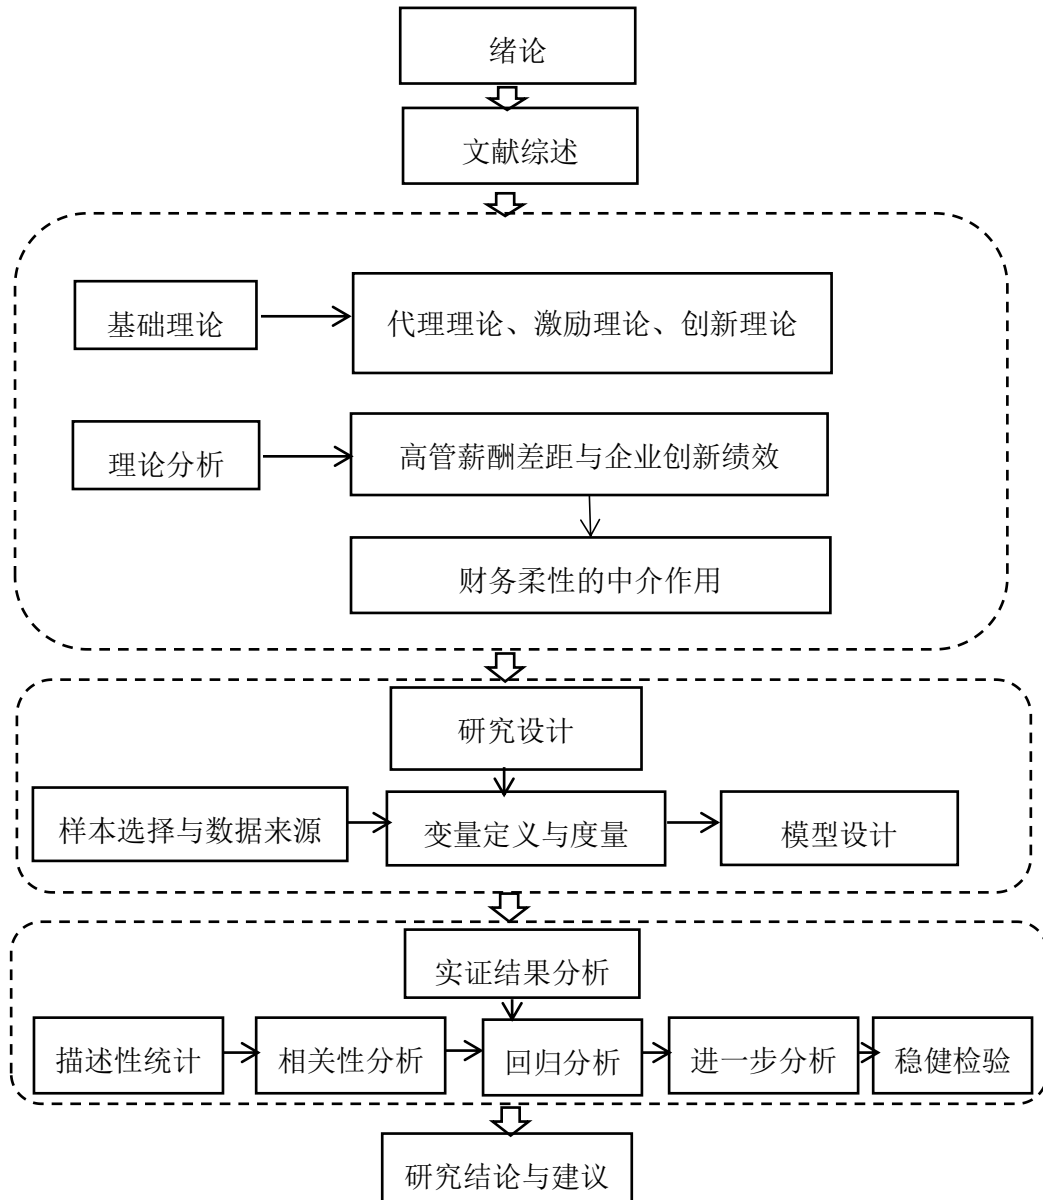 绪论
文献综述
基础理论
代理理论、激励理论、创新理论
理论分析
高管薪酬差距与企业创新绩效
财务柔性的中介作用
研究设计
样本选择与数据来源
变量定义与度量
模型设计
实证结果分析
描述性统计
相关性分析
回归分析
进一步分析
稳健检验
研究结论与建议